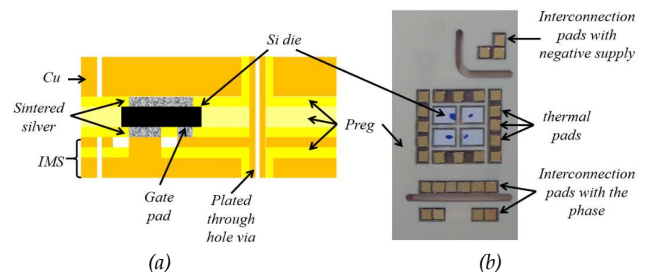 Cu
Sintered
silver
IMS
Gate
pad
Plated
through
hole via
Si die
Preg
Interconnection
pads with
negative supply
thermal
pads
Interconnection
pads with the
phase
(a)
(b)